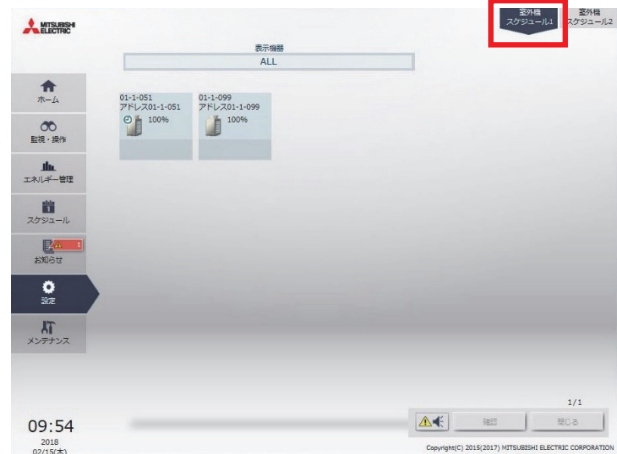 MITSUBISHI
ELECTRIC
室外機
スケジュール1
室外機
スケジュール2
表示機器
ALL
ホーム
監視・操作
エネルギー管理
スケジュール
お知らせ
1
設定
メンテナンス
01-1-051
アドレス01-1-051
100%
01-1-099
アドレス01-1-099
100%
1/1
確認
閉じる
09:54
2018
02/15(木)
Copyright(C) 2015(2017) MITSUBISHI ELECTRIC CORPORATION